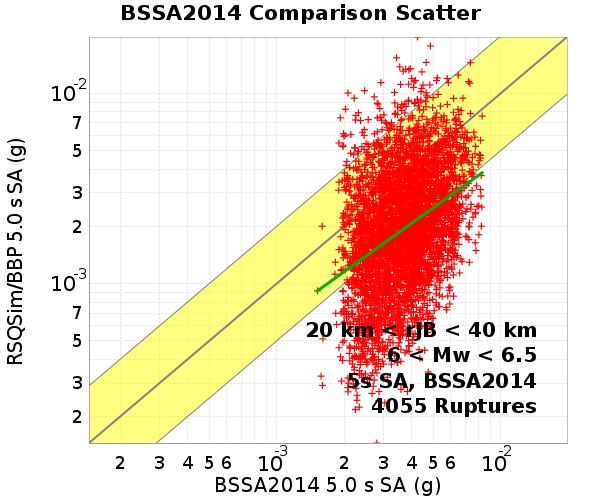 BSSA2014 Comparison Scatter
RSQSim/BBP 5.0 s SA (g)
10-2
7
5
3
2
10-3
7
5
3
2
20 km < rJB < 40 km
6 < Mw < 6.5
5s SA, BSSA2014
4055 Ruptures
2 3 4 5 6 10-3 2 3 4 5 6 10-2
BSSA2014 5.0 s SA (g)